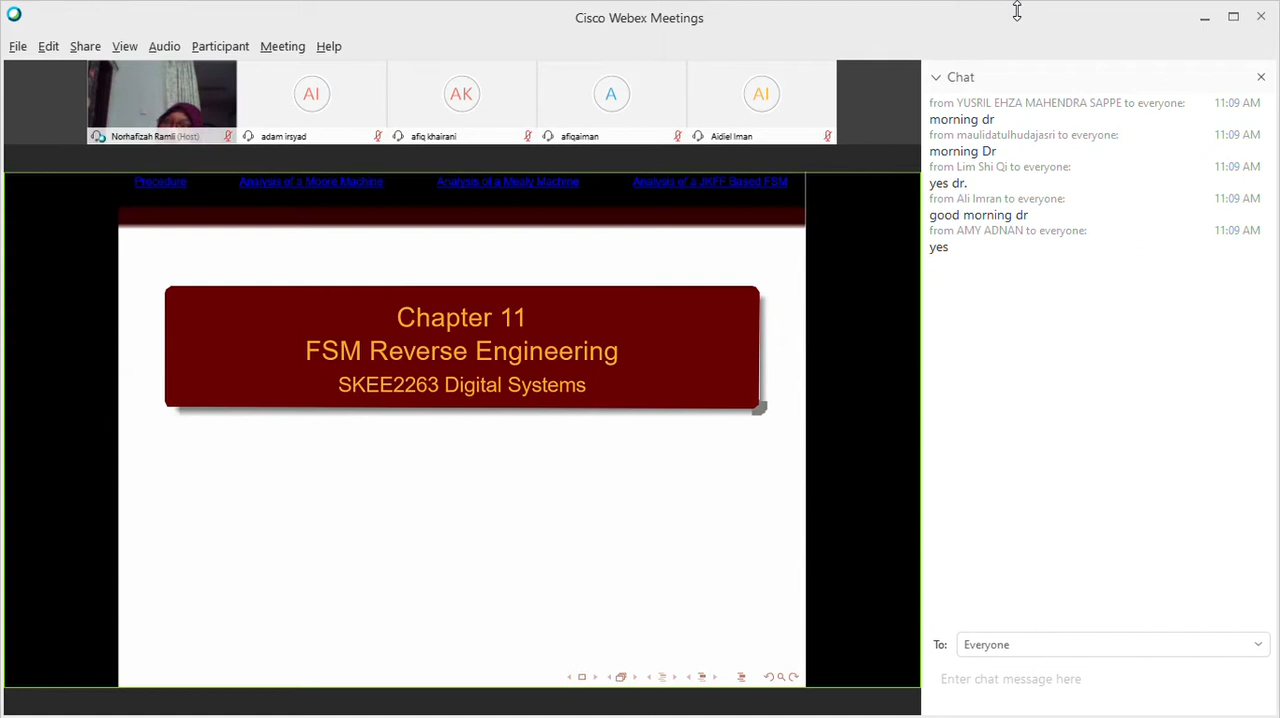 Cisco Webex Meetings
File Edit Share View Audio Participant Meeting Help
AI AK A AI
Norhafizah Ramli (Host) adam irsyad afiq khairani afiqaiman Aidiel Iman
Procedure Analysis of a Moore Machine Analysis of a Mealy Machine Analysis of a JKFF Based FSM
Chapter 11
FSM Reverse Engineering
SKEE2263 Digital Systems
Chat
from YUSRIL EHZA MAHENDRA SAPPE to everyone: 11:09 AM
morning dr
from maulidatulhudajasri to everyone: 11:09 AM
morning Dr
from Lim Shi Qi to everyone: 11:09 AM
yes dr.
from Ali Imran to everyone: 11:09 AM
good morning dr
from AMY ADNAN to everyone: 11:09 AM
yes
To: Everyone
Enter chat message here